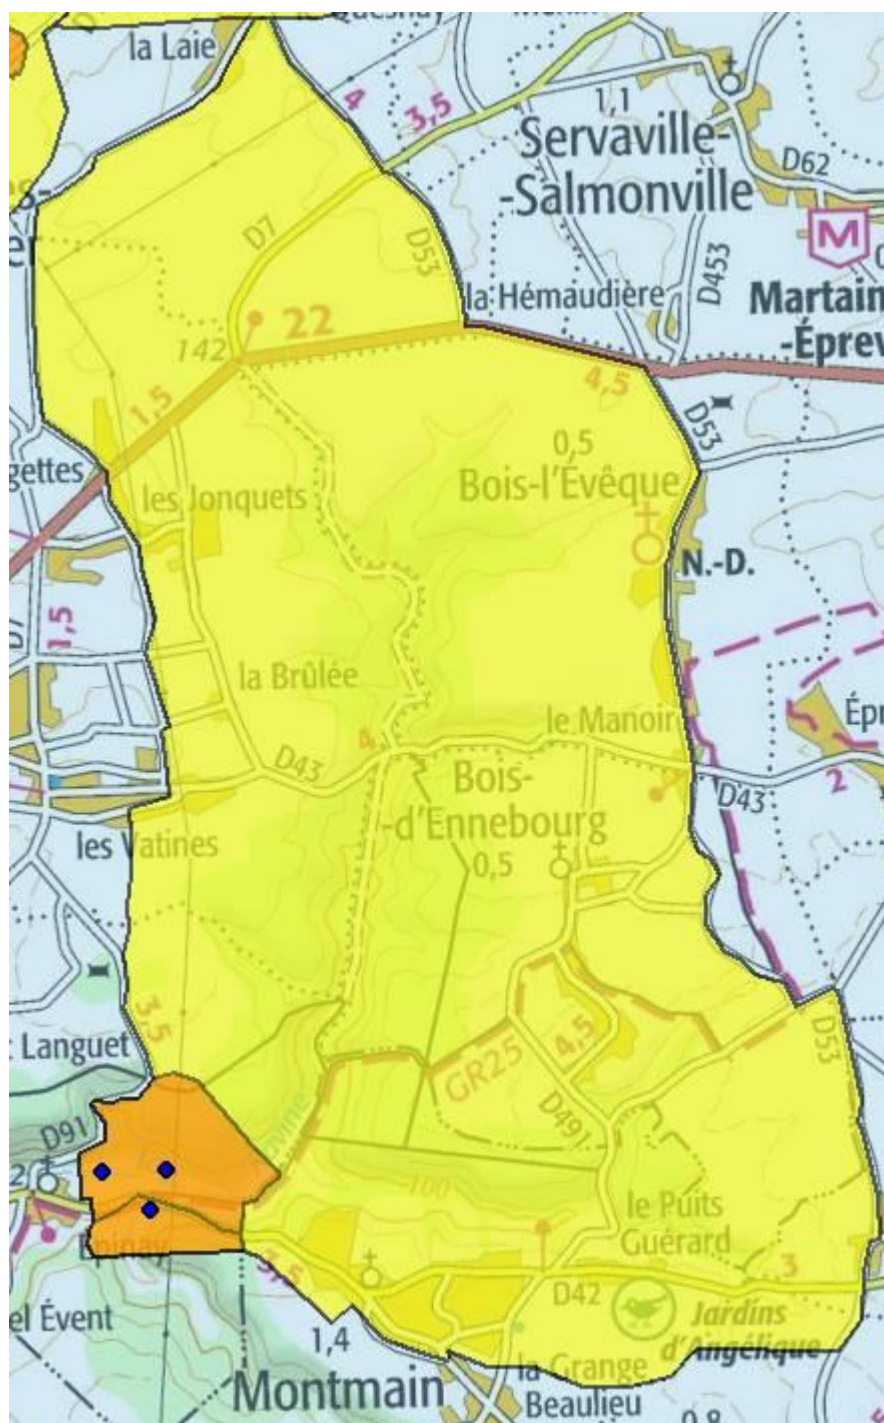 la Laie
4
3,5
1,1
Servaville-
-Salmonville
D62
M
D7
D53
D453
la Hémaudière
Martain
-Éprev
22
142
4,5
1,5
D53
0,5
gettes
les Jonquets
Bois-l'Évêque
N.-D.
D7
1,5
la Brûlée
le Manoir
Épr
4
D43
2
Bois-
-d'Ennebourg
D43
les Vatines
0,5
3,5
Languet
D53
4,5
GR25
D491
D91
2
100
le Puits
Guérard
Épinay
3,5
3
D42
el Évent
1,4
Jardins
d'Angélique
la Grange
Beaulieu
Montmain
0,8